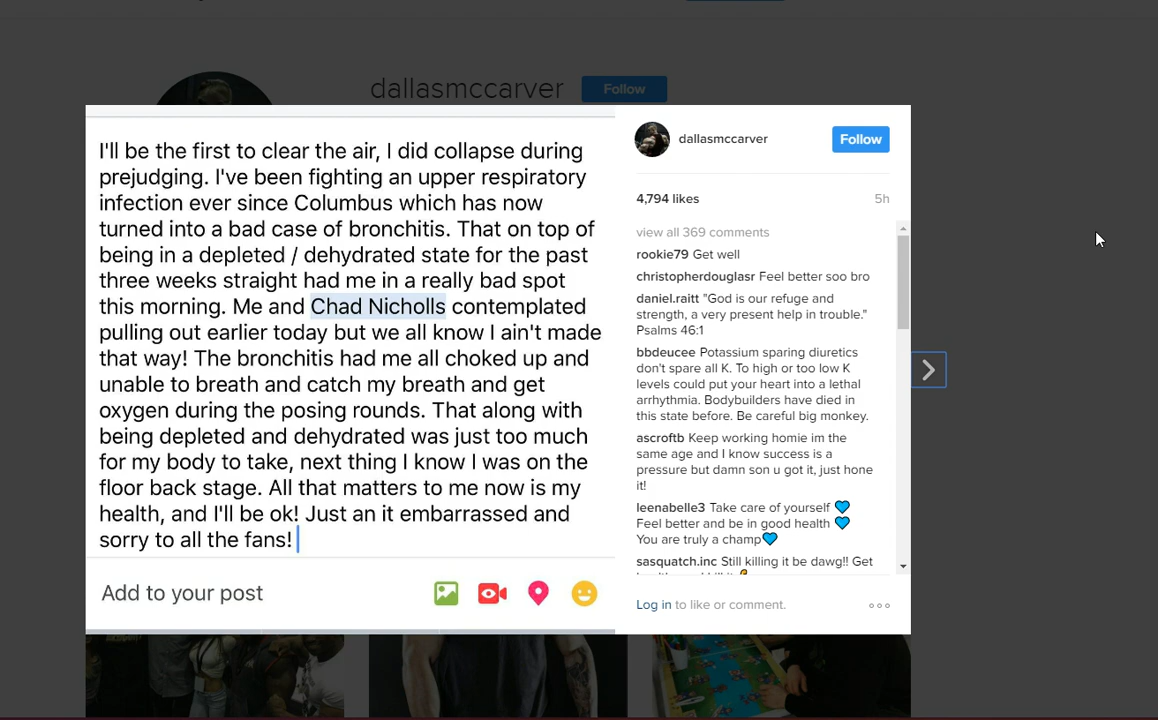 dallasmccarver Follow
I'll be the first to clear the air, I did collapse during
prejudging. I've been fighting an upper respiratory
infection ever since Columbus which has now
turned into a bad case of bronchitis. That on top of
being in a depleted / dehydrated state for the past
three weeks straight had me in a really bad spot
this morning. Me and Chad Nicholls contemplated
pulling out earlier today but we all know I ain't made
that way! The bronchitis had me all choked up and
unable to breath and catch my breath and get
oxygen during the posing rounds. That along with
being depleted and dehydrated was just too much
for my body to take, next thing I know I was on the
floor back stage. All that matters to me now is my
health, and I'll be ok! Just an it embarrassed and
sorry to all the fans!
Add to your post
dallasmccarver Follow
4,794 likes 5h
view all 369 comments
rookie79 Get well
christopherdouglasr Feel better soo bro
daniel.raitt "God is our refuge and
strength, a very present help in trouble."
Psalms 46:1
bbdeucee Potassium sparing diuretics
don't spare all K. To high or too low K
levels could put your heart into a lethal
arrhythmia. Bodybuilders have died in
this state before. Be careful big monkey.
ascroftb Keep working homie im the
same age and I know success is a
pressure but damn son u got it, just hone
it!
leenabelle3 Take care of yourself 💙
Feel better and be in good health 💙
You are truly a champ💙
sasquatch.inc Still killing it be dawg!! Get
Log in to like or comment.